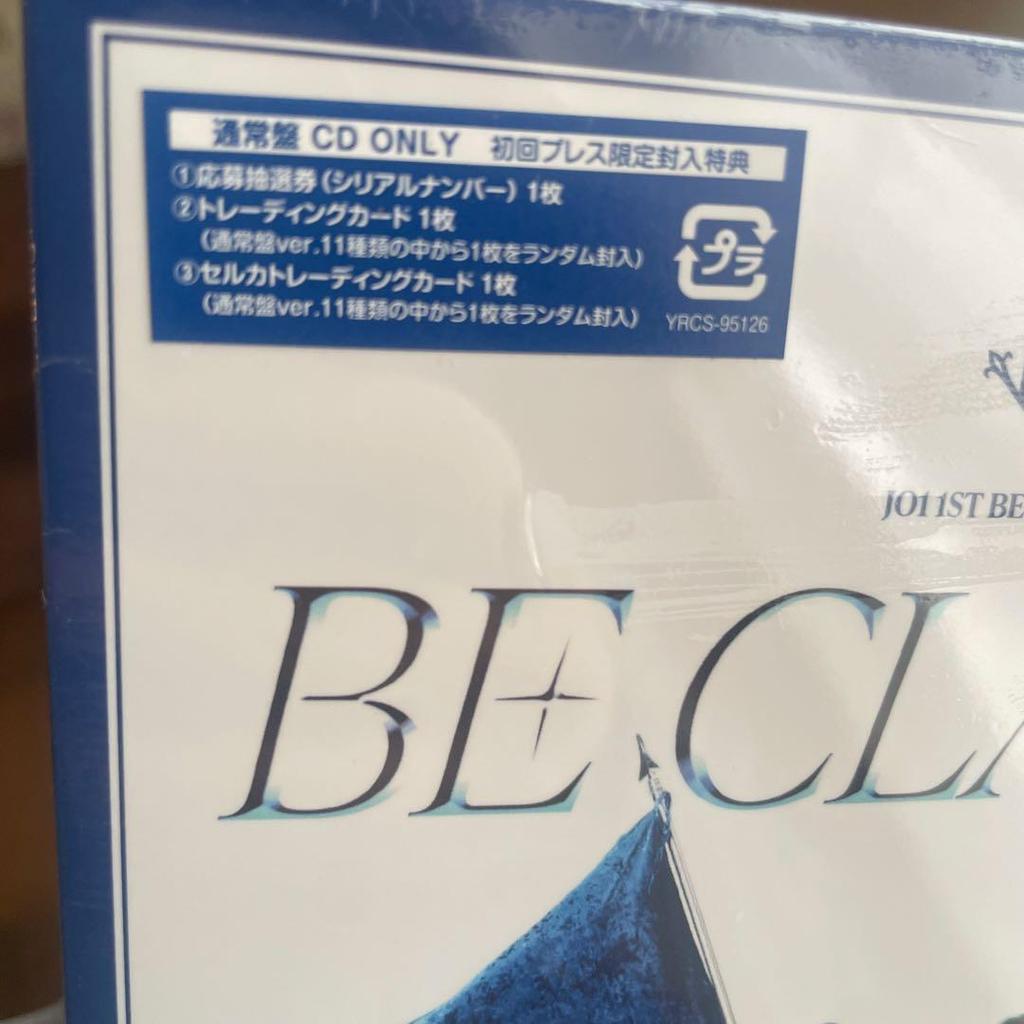 通常盤 CD ONLY 初回プレス限定封入特典
①応募抽選券(シリアルナンバー) 1枚
②トレーディングカード 1枚
(通常盤ver.11種類の中から1枚をランダム封入)
③セルカトレーディングカード 1枚
(通常盤ver.11種類の中から1枚をランダム封入)
プラ
YRCS-95126
JO1 1ST BE
BE CLA